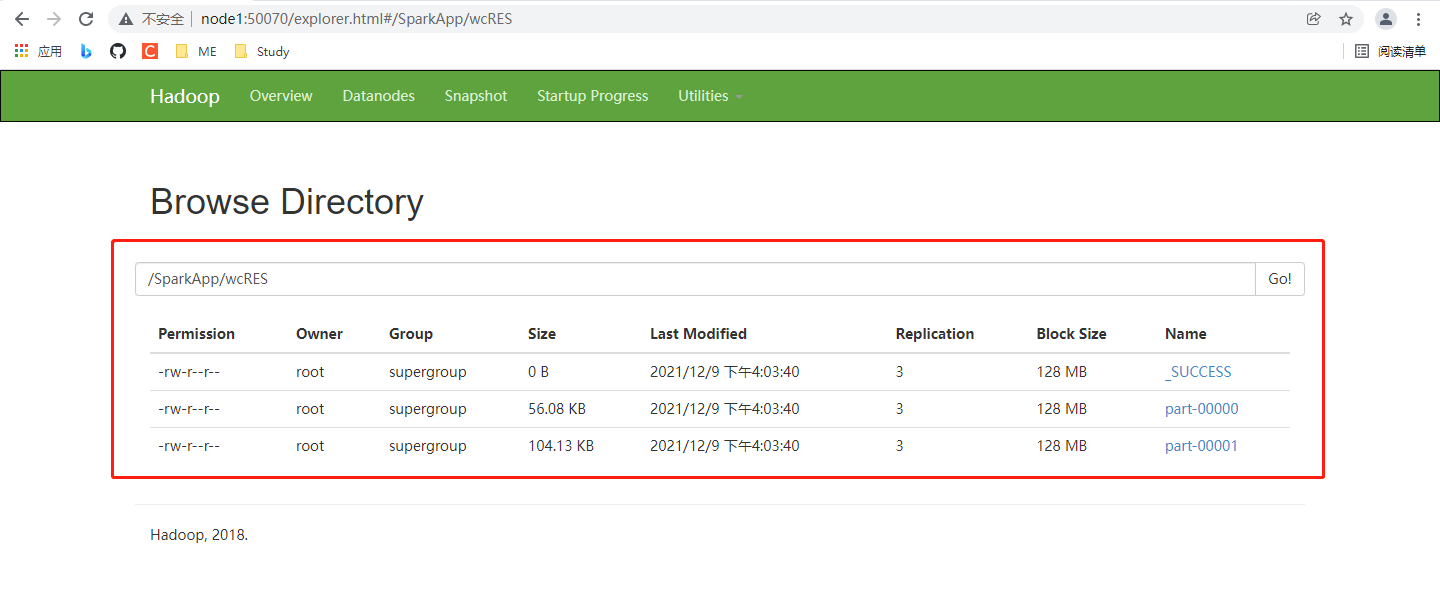 不安全 node1:50070/explorer.html#/SparkApp/wcRES
应用 ME Study 阅读清单
Hadoop Overview Datanodes Snapshot Startup Progress Utilities
Browse Directory
/SparkApp/wcRES Go!
Permission Owner Group Size Last Modified Replication Block Size Name
-rw-r--r-- root supergroup 0 B 2021/12/9 下午4:03:40 3 128 MB _SUCCESS
-rw-r--r-- root supergroup 56.08 KB 2021/12/9 下午4:03:40 3 128 MB part-00000
-rw-r--r-- root supergroup 104.13 KB 2021/12/9 下午4:03:40 3 128 MB part-00001
Hadoop, 2018.